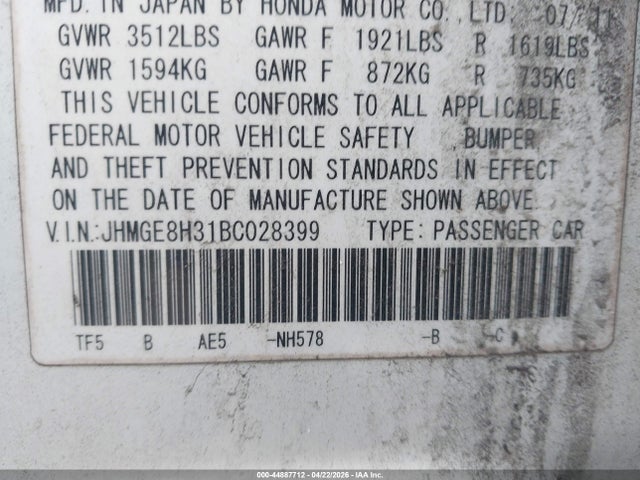 MFD. IN JAPAN BY HONDA MOTOR CO., LTD. 07/11
GVWR 3512LBS GAWR F 1921LBS R 1619LBS
GVWR 1594KG GAWR F 872KG R 735KG
THIS VEHICLE CONFORMS TO ALL APPLICABLE
FEDERAL MOTOR VEHICLE SAFETY , BUMPER
AND THEFT PREVENTION STANDARDS IN EFFECT
ON THE DATE OF MANUFACTURE SHOWN ABOVE.
V.I.N.:JHMGE8H31BC028399 TYPE: PASSENGER CAR
TF5 B AE5 -NH578 -B -C
000-44887712 - 04/22/2026 - IAA Inc.